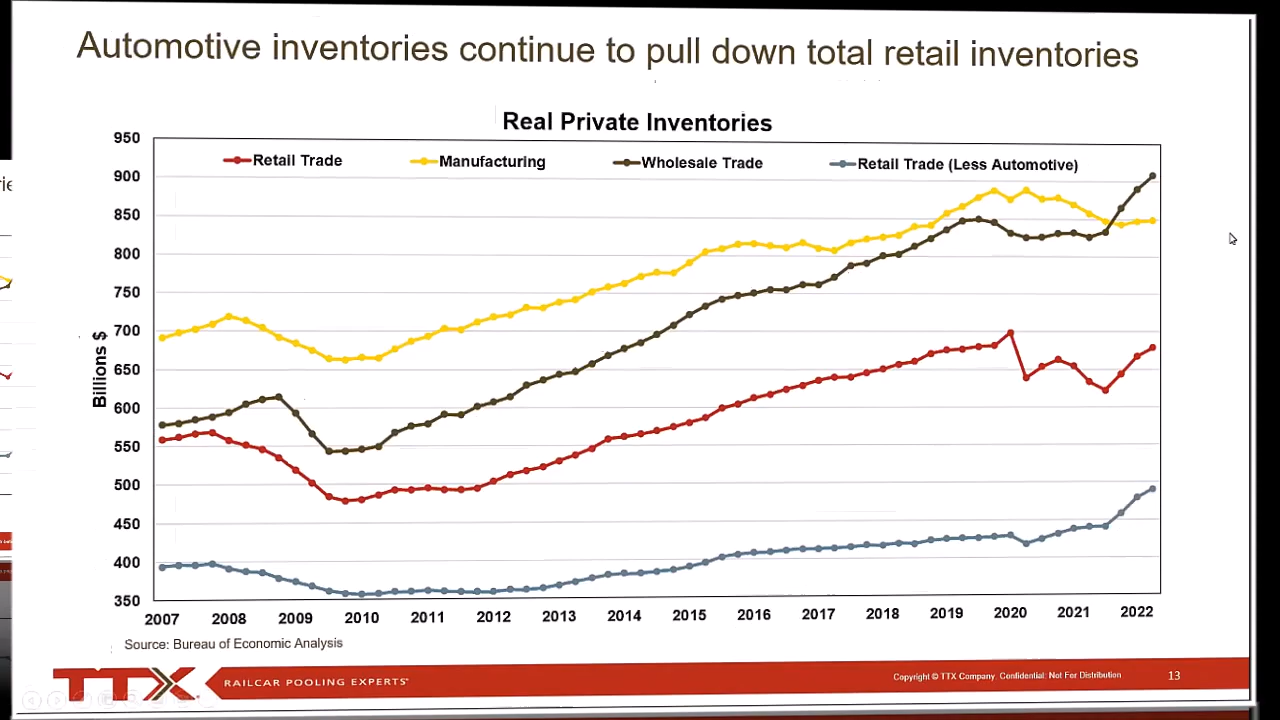 Automotive inventories continue to pull down total retail inventories
Real Private Inventories
Retail Trade
Manufacturing
Wholesale Trade
Retail Trade (Less Automotive)
Billions $
950
900
850
800
750
700
650
600
550
500
450
400
350
2007 2008 2009 2010 2011 2012 2013 2014 2015 2016 2017 2018 2019 2020 2021 2022
Source: Bureau of Economic Analysis
TTX
RAILCAR POOLING EXPERTS
Copyright © TTX Company. Confidential: Not For Distribution
13